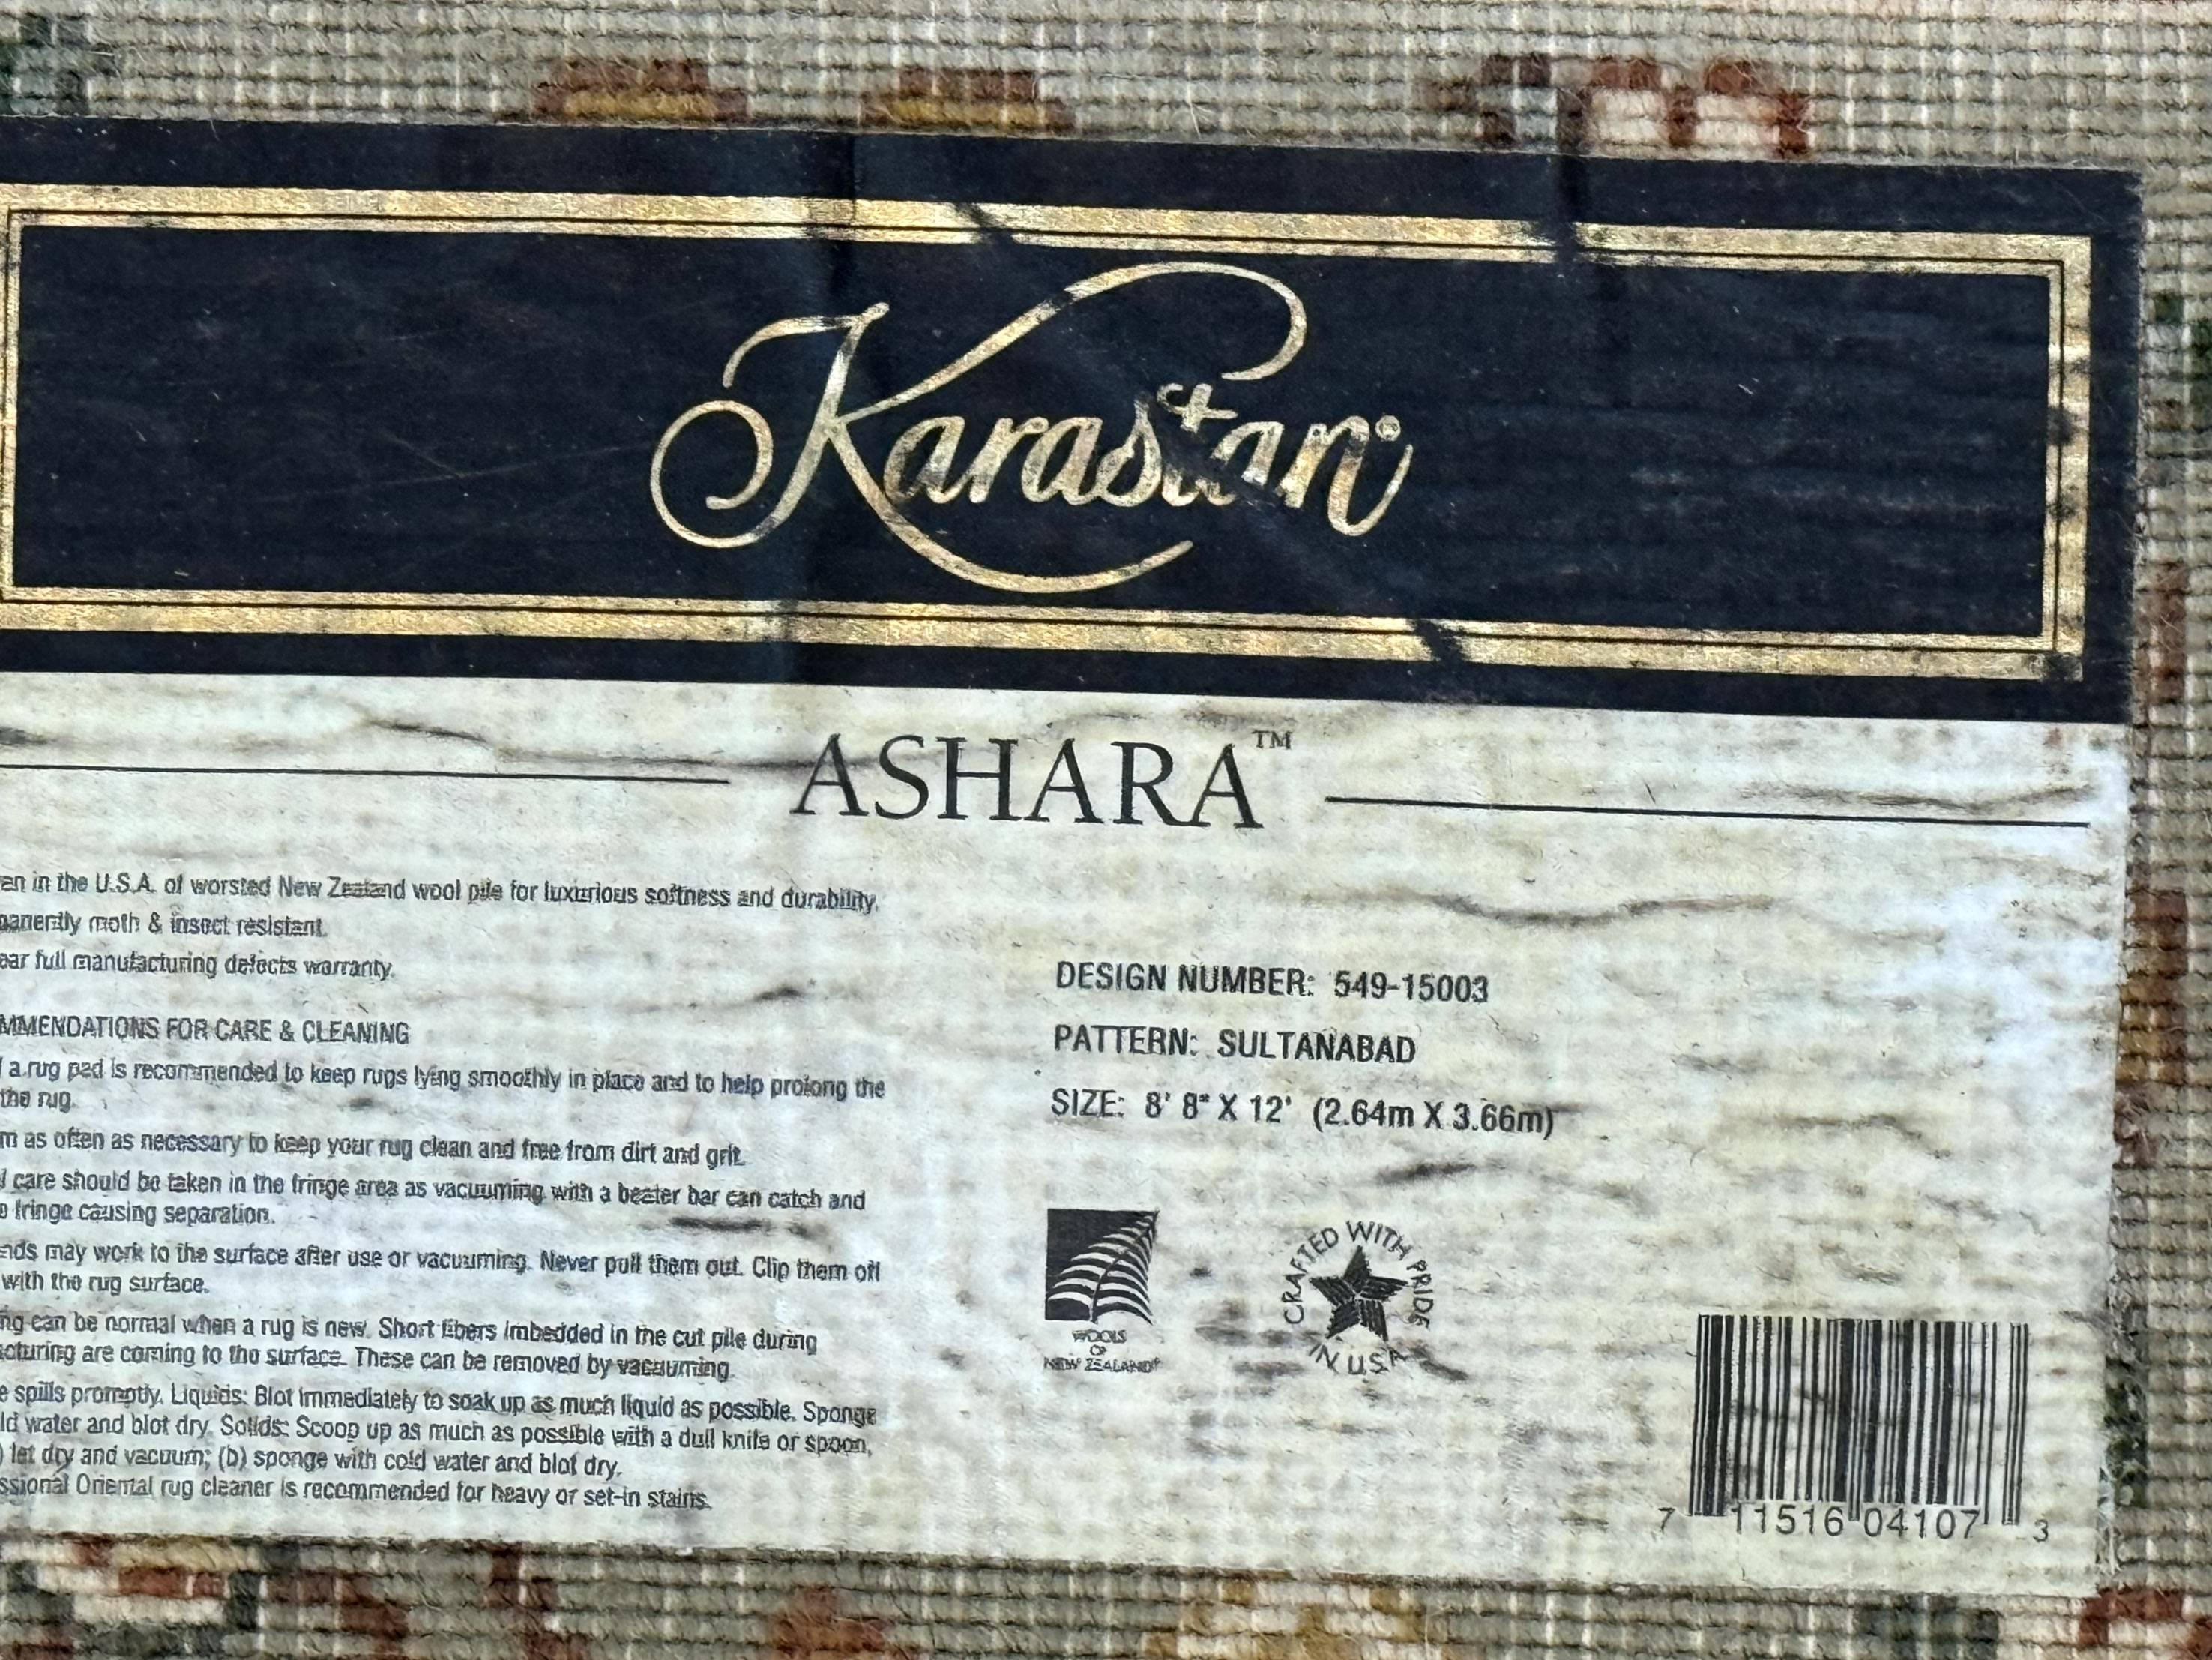 Karastan®
ASHARA™
en in the U.S.A. of worsted New Zealand wool pile for luxurious softness and durability.
manently moth & insect resistant.
ear full manufacturing defects warranty.
MMENDATIONS FOR CARE & CLEANING
a rug pad is recommended to keep rugs lying smoothly in place and to help prolong the
the rug.
m as often as necessary to keep your rug clean and free from dirt and grit.
l care should be taken in the fringe area as vacuuming with a beater bar can catch and
fringe causing separation.
nds may work to the surface after use or vacuuming. Never pull them out. Clip them off
with the rug surface.
ng can be normal when a rug is new. Short fibers imbedded in the cut pile during
acturing are coming to the surface. These can be removed by vacuuming.
e spills promptly. Liquids: Blot immediately to soak up as much liquid as possible. Sponge
ld water and blot dry. Solids: Scoop up as much as possible with a dull knife or spoon,
) let dry and vacuum; (b) sponge with cold water and blot dry.
ssional Oriental rug cleaner is recommended for heavy or set-in stains.
DESIGN NUMBER: 549-15003
PATTERN: SULTANABAD
SIZE: 8' 8" X 12' (2.64m X 3.66m)
WOOLS
OF
NEW ZEALAND
CRAFTED WITH PRIDE
IN U.S.A.
7 11516 04107 3